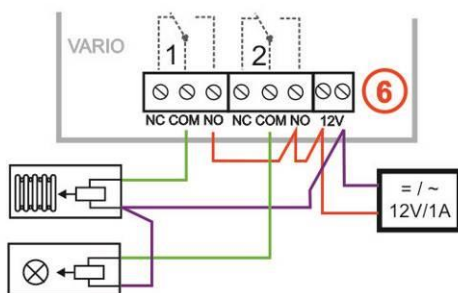 VARIO
1
2
6
NC COM NO NC COM NO 12V
= / ~
12V/1A